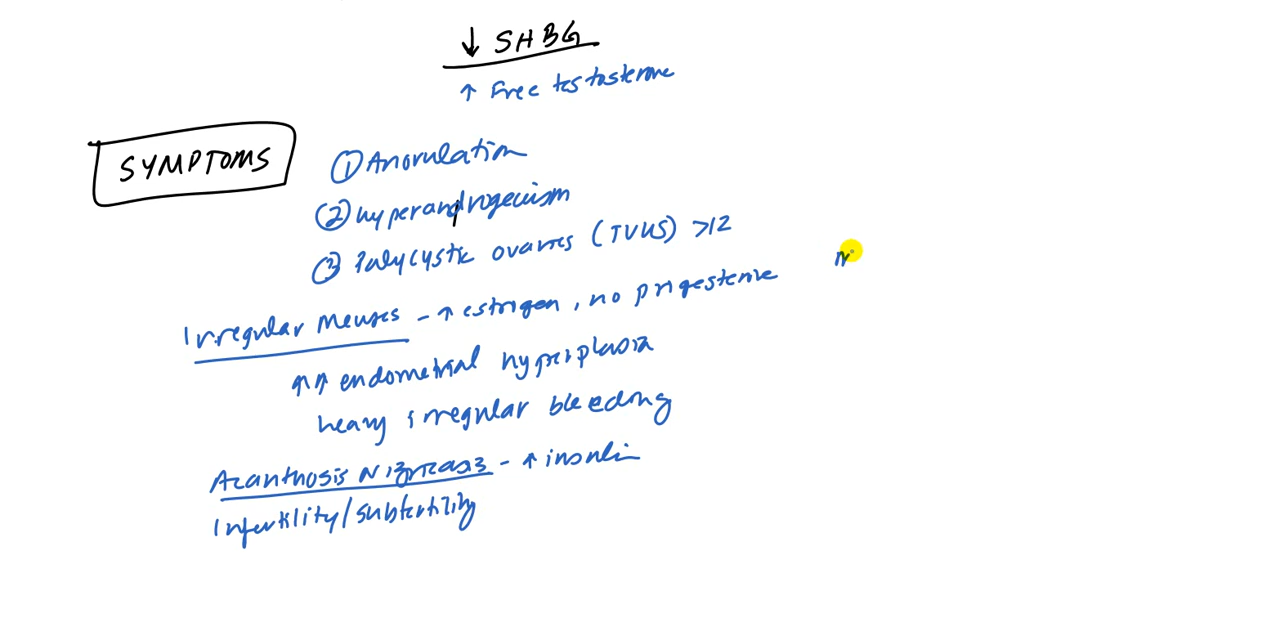 ↓ SHBG
↑ Free testosterone
SYMPTOMS
① Anovulation
② hyperandrogenism
③ Polycystic ovaries (TVUS) >12
Irregular Menses - ↑ estrogen, no progesterone
↑↑ endometrial hyperplasia
heavy irregular bleeding
Acanthosis Nigricans - ↑ insulin
Infertility/subfertility